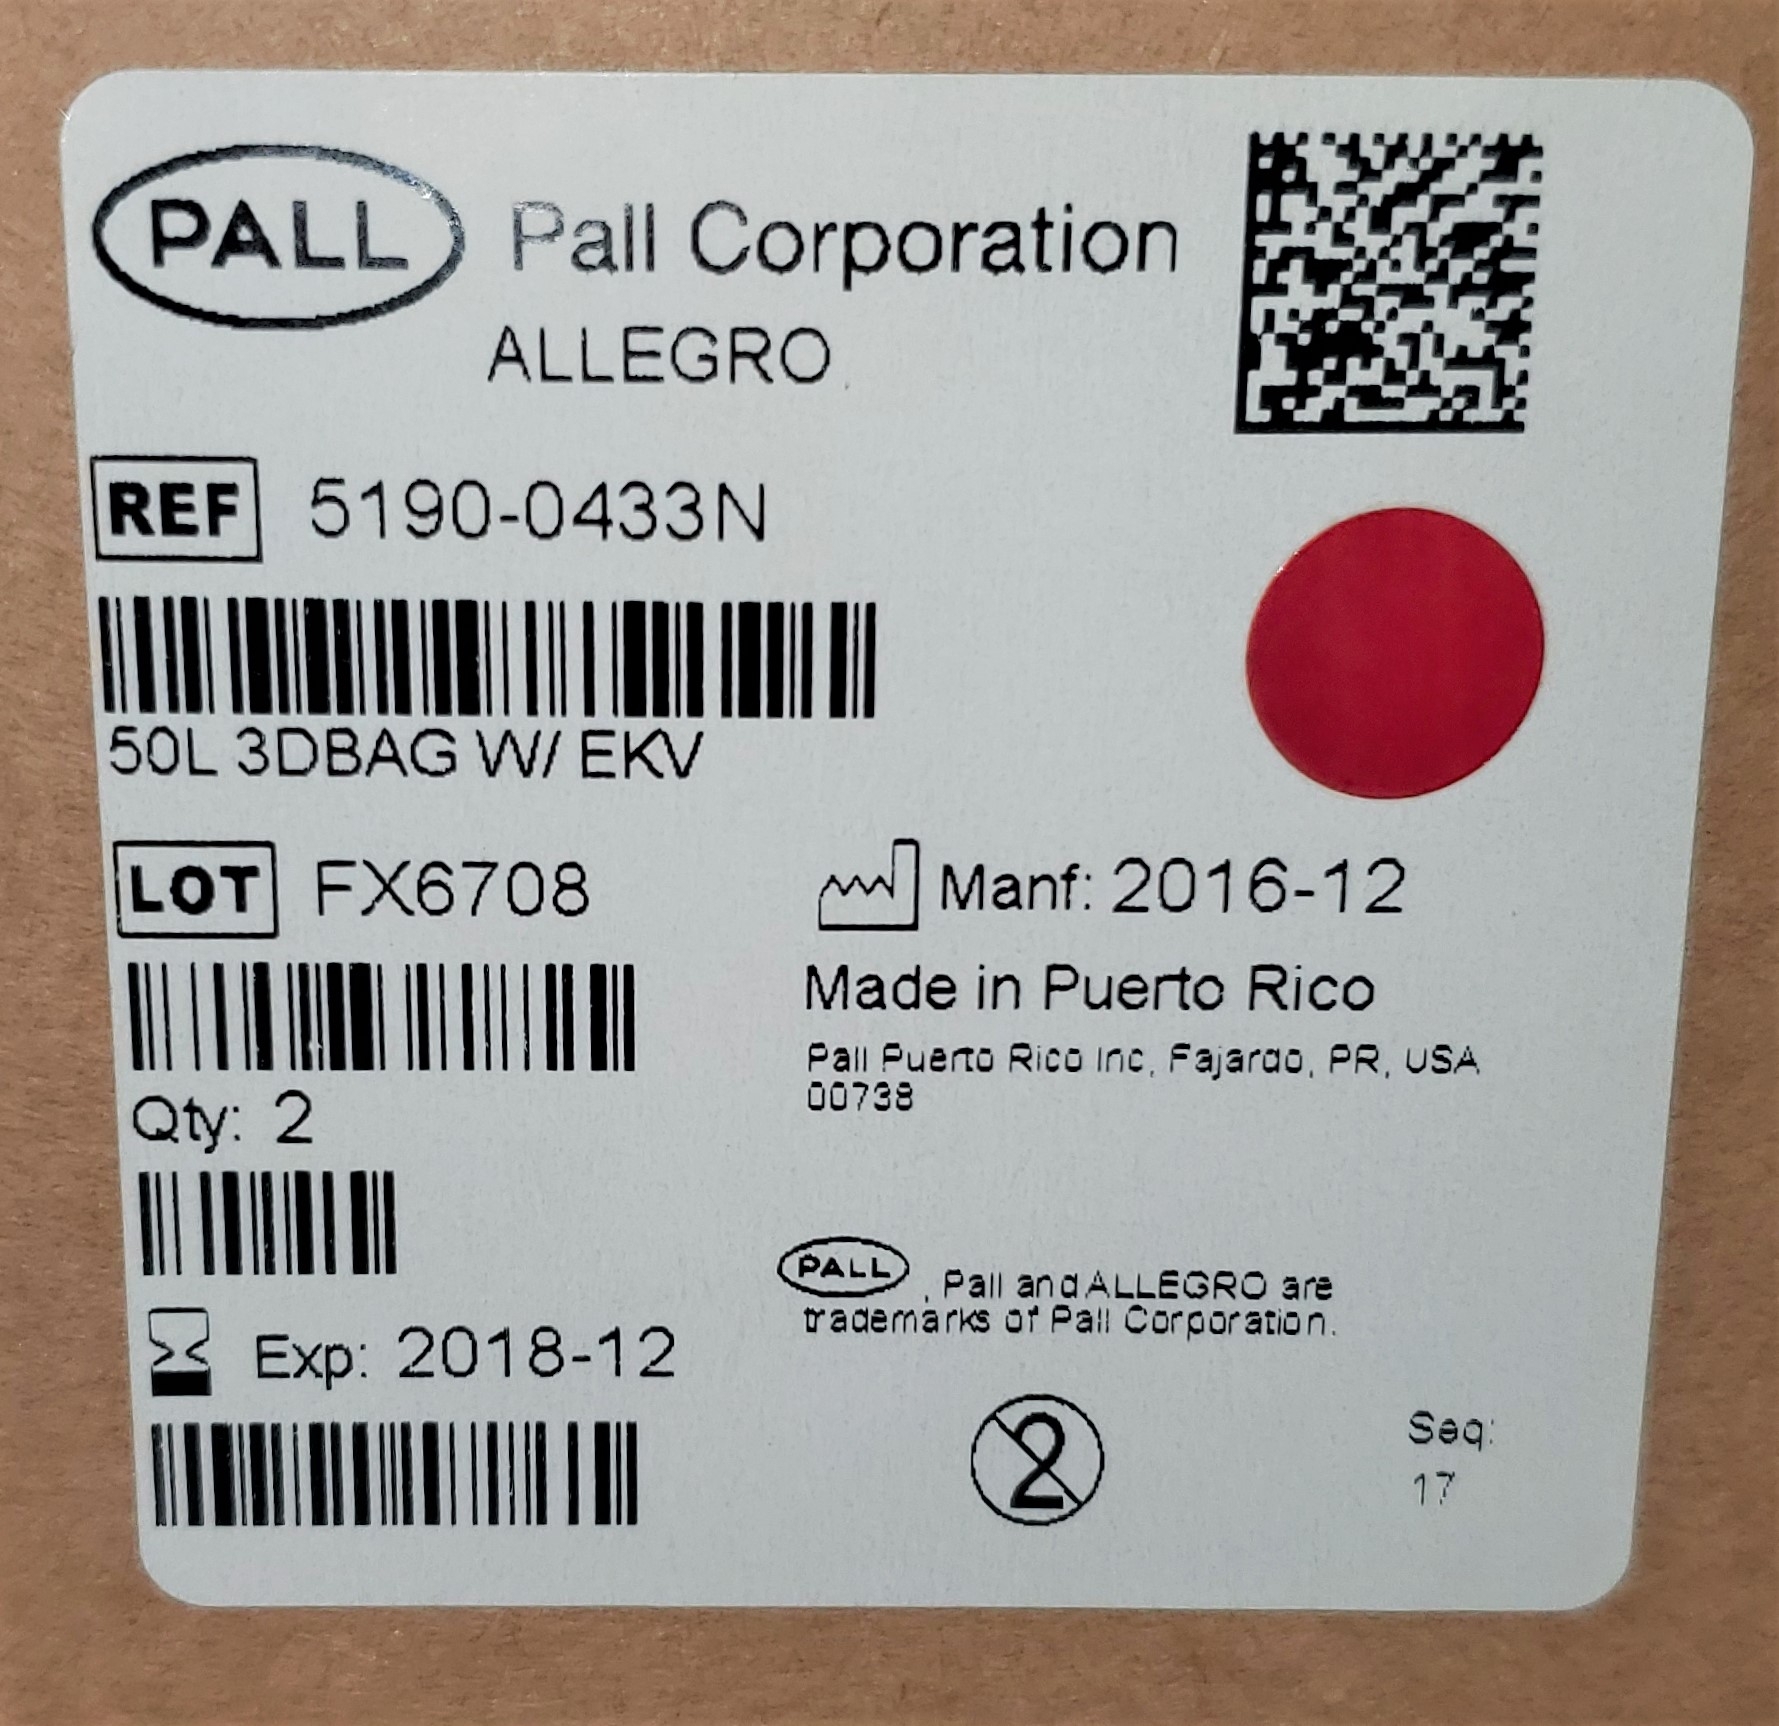 PALL Pall Corporation
ALLEGRO
REF 5190-0433N
50L 3DBAG W/ EKV
LOT FX6708
Manf: 2016-12
Made in Puerto Rico
Pall Puerto Rico Inc, Fajardo, PR, USA
00738
Qty: 2
PALL , Pall and ALLEGRO are
trademarks of Pall Corporation.
Exp: 2018-12
2
Seq:
17